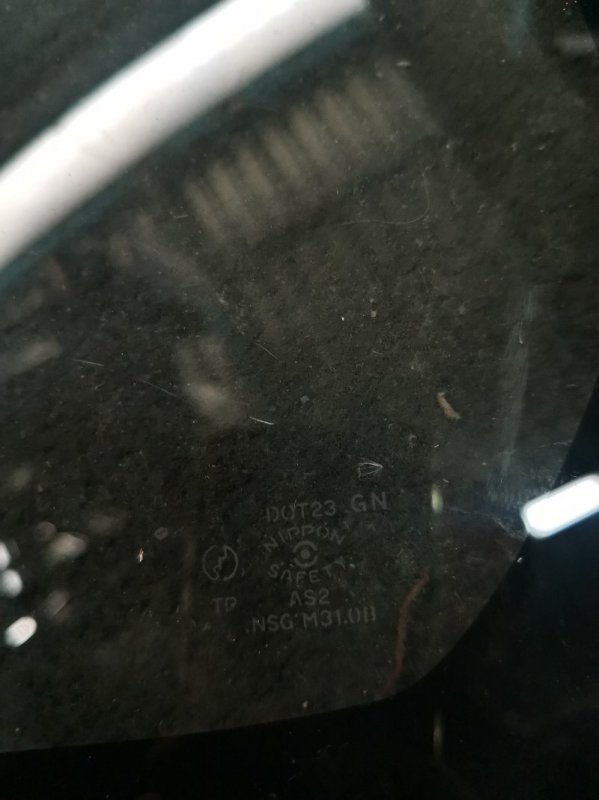 DOT23 GN
NIPPON
SAFETY
TP
AS2
NSG M31.0B